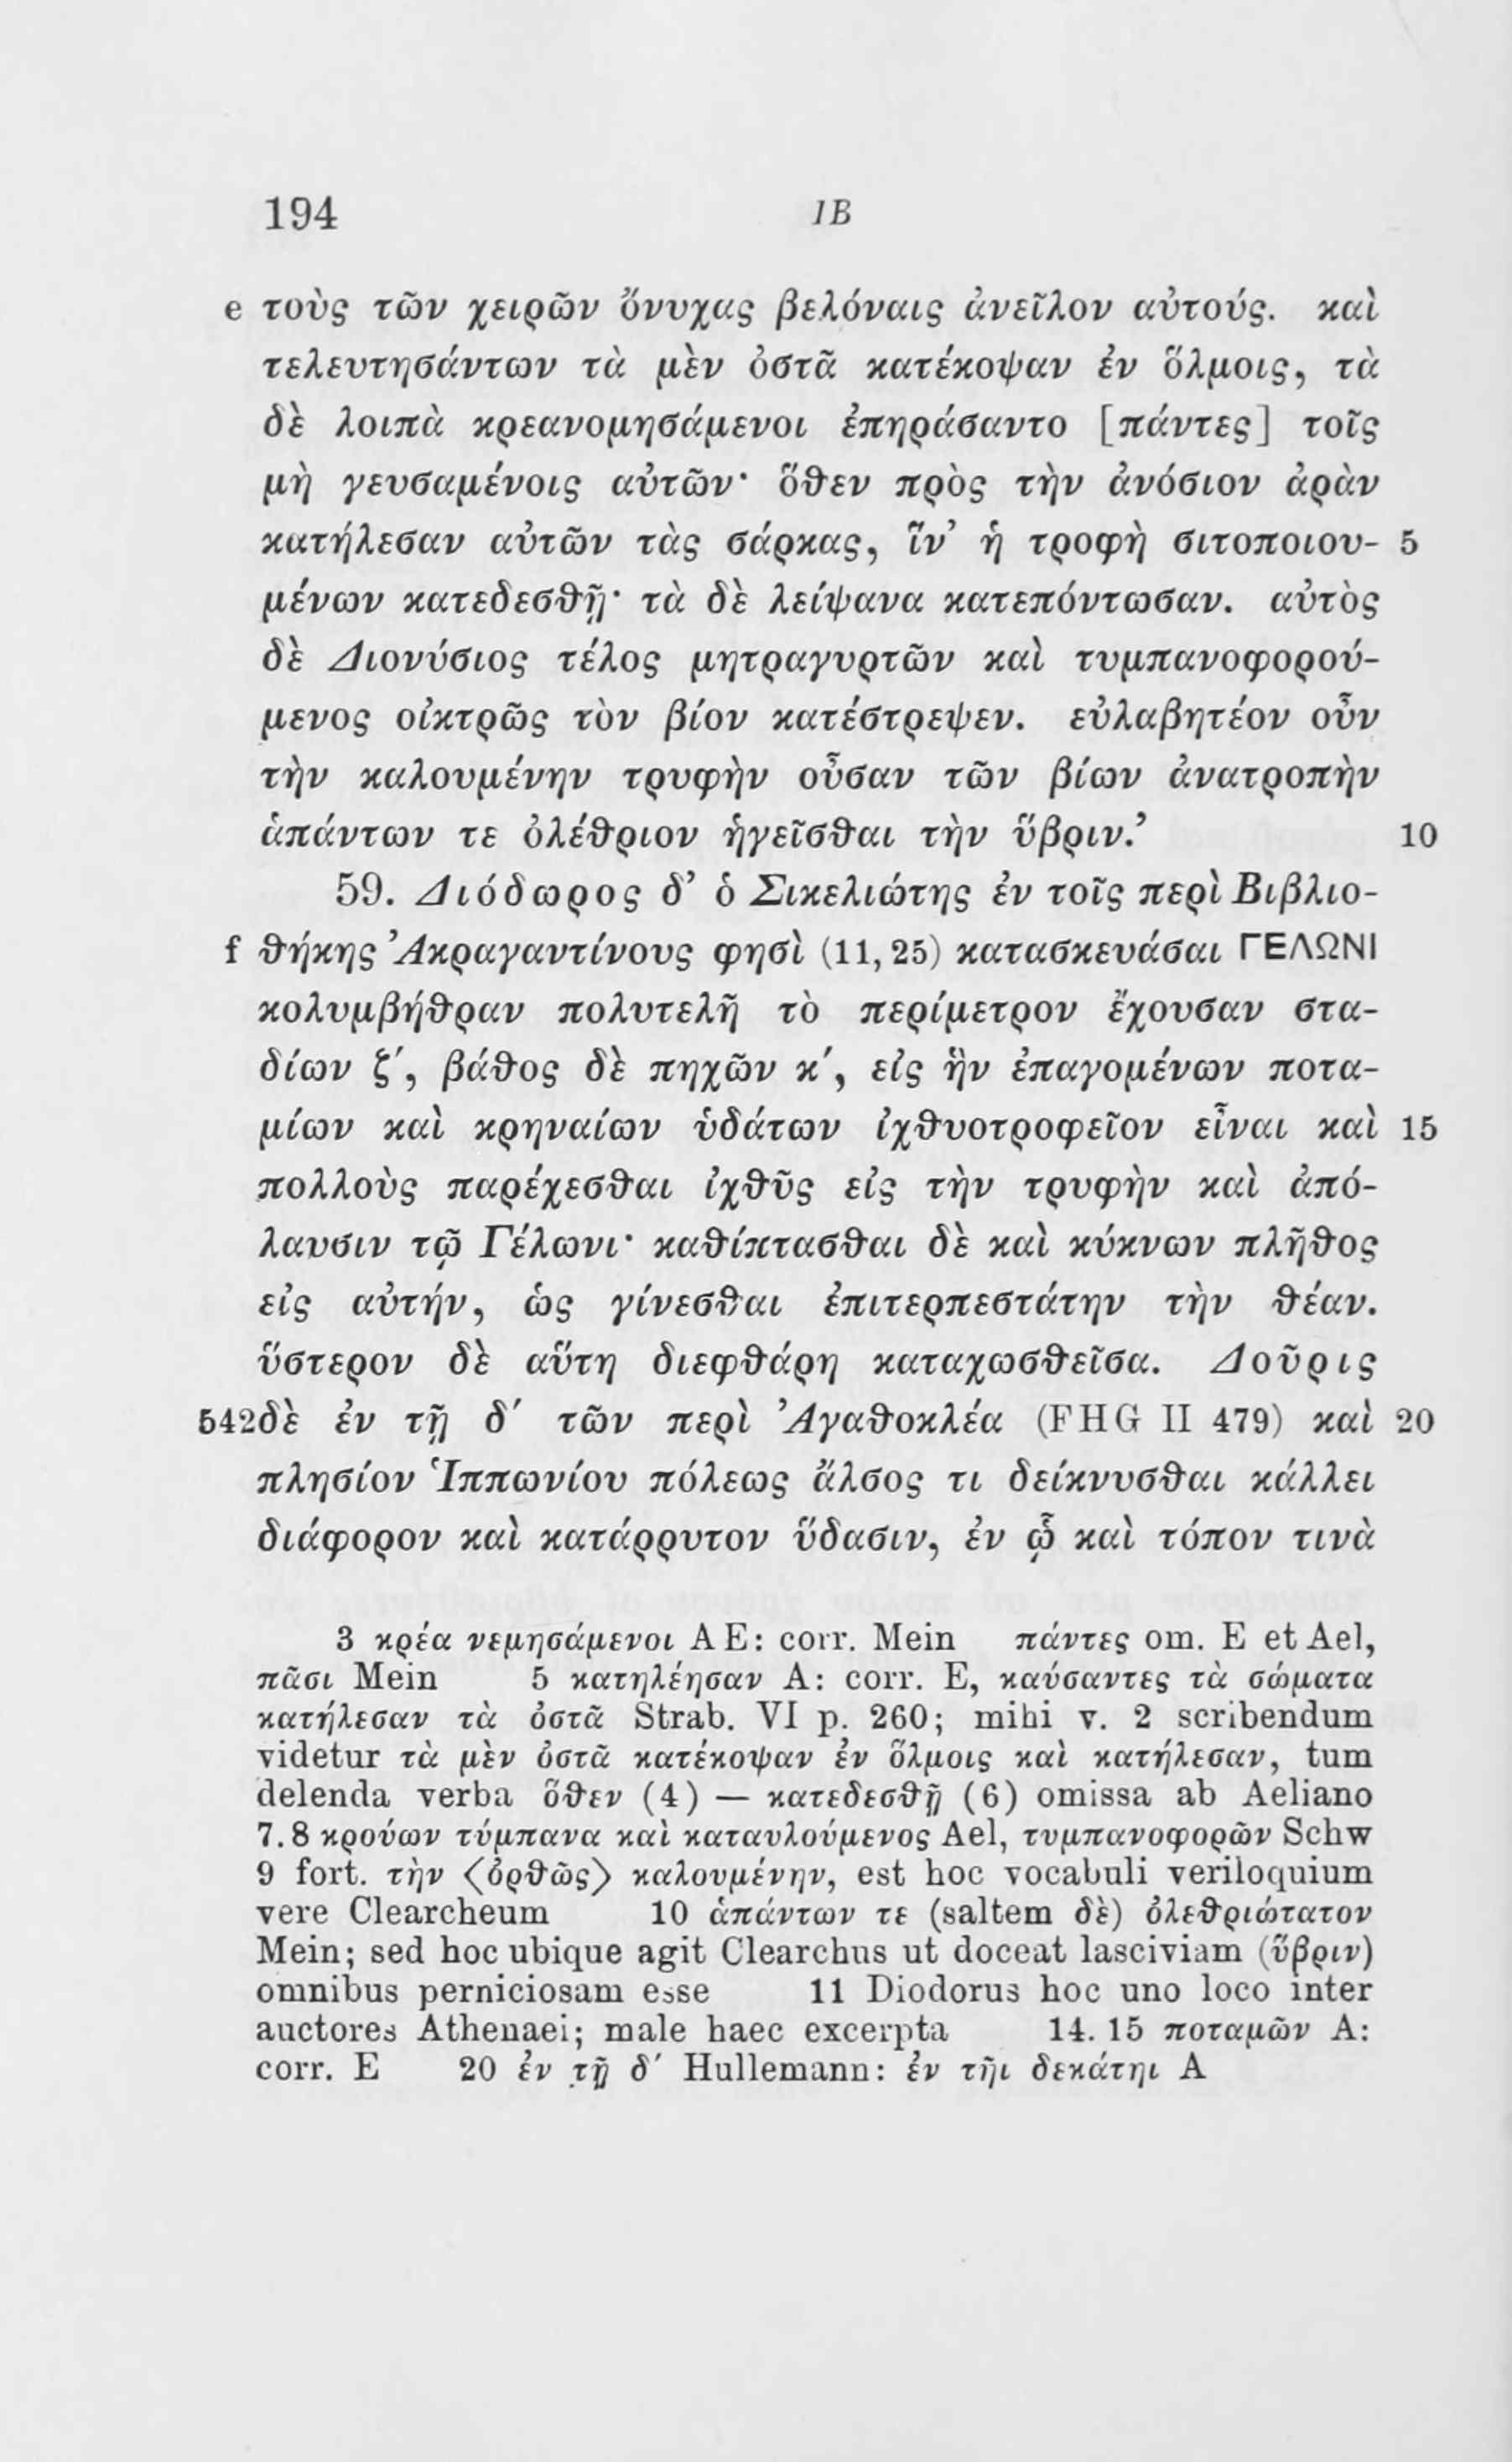 194 ΙΒ
e τοὺς τῶν χειρῶν ὄνυχας βελόναις ἀνεῖλον αὐτούς. καὶ
τελευτησάντων τὰ μὲν ὀστᾶ κατέκοψαν ἐν ὅλμοις, τὰ
δὲ λοιπὰ κρεανομησάμενοι ἐπηράσαντο [πάντες] τοῖς
μὴ γευσαμένοις αὐτῶν· ὅθεν πρὸς τὴν ἀνόσιον ἀρὰν
κατήλεσαν αὐτῶν τὰς σάρκας, ἵν’ ἡ τροφὴ σιτοποιου- 5
μένων κατεδεσθῇ· τὰ δὲ λείψανα κατεπόντωσαν. αὐτὸς
δὲ Διονύσιος τέλος μητραγυρτῶν καὶ τυμπανοφορού-
μενος οἰκτρῶς τὸν βίον κατέστρεψεν. εὐλαβητέον οὖν
τὴν καλουμένην τρυφὴν οὖσαν τῶν βίων ἀνατροπὴν
ἁπάντων τε ὀλέθριον ἡγεῖσθαι τὴν ὕβριν.’ 10
59. Διόδωρος δ’ ὁ Σικελιώτης ἐν τοῖς περὶ Βιβλιο-
f θήκης Ἀκραγαντίνους φησὶ (11, 25) κατασκευάσαι ΓΕΛΩΝΙ
κολυμβήθραν πολυτελῆ τὸ περίμετρον ἔχουσαν στα-
δίων ζ′, βάθος δὲ πηχῶν κ′, εἰς ἣν ἐπαγομένων ποτα-
μίων καὶ κρηναίων ὑδάτων ἰχθυοτροφεῖον εἶναι καὶ 15
πολλοὺς παρέχεσθαι ἰχθῦς εἰς τὴν τρυφὴν καὶ ἀπό-
λαυσιν τῷ Γέλωνι· καθίπτασθαι δὲ καὶ κύκνων πλῆθος
εἰς αὐτήν, ὡς γίνεσθαι ἐπιτερπεστάτην τὴν θέαν.
ὕστερον δὲ αὕτη διεφθάρη καταχωσθεῖσα. Δοῦρις
542 δὲ ἐν τῇ δ′ τῶν περὶ Ἀγαθοκλέα (FHG II 479) καὶ 20
πλησίον Ἱππωνίου πόλεως ἄλσος τι δείκνυσθαι κάλλει
διάφορον καὶ κατάρρυτον ὕδασιν, ἐν ᾧ καὶ τόπον τινὰ
3 κρέα νεμησάμενοι AE: corr. Mein πάντες om. E et Ael,
πᾶσι Mein 5 κατηλέησαν A: corr. E, καύσαντες τὰ σώματα
κατήλεσαν τὰ ὀστᾶ Strab. VI p. 260; mihi v. 2 scribendum
videtur τὰ μὲν ὀστᾶ κατέκοψαν ἐν ὅλμοις καὶ κατήλεσαν, tum
delenda verba ὅθεν (4) — κατεδεσθῇ (6) omissa ab Aeliano
7. 8 κρούων τύμπανα καὶ καταυλούμενος Ael, τυμπανοφορῶν Schw
9 fort. τὴν ⟨ὀρθῶς⟩ καλουμένην, est hoc vocabuli veriloquium
vere Clearcheum 10 ἁπάντων τε (saltem δὲ) ὀλεθριώτατον
Mein; sed hoc ubique agit Clearchus ut doceat lasciviam (ὕβριν)
omnibus perniciosam esse 11 Diodorus hoc uno loco inter
auctores Athenaei; male haec excerpta 14. 15 ποταμῶν A:
corr. E 20 ἐν τῇ δ′ Hullemann: ἐν τῆι δεκάτηι A